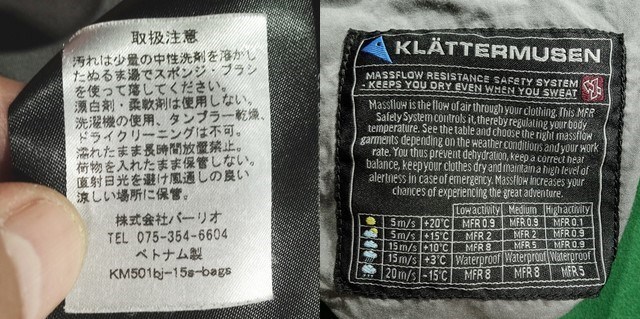 取扱注意
汚れは少量の中性洗剤を溶かし
たぬるま湯でスポンジ・ブラシ
を使って落してください。
漂白剤・柔軟剤は使用しない。
洗濯機の使用、タンブラー乾燥、
ドライクリーニングは不可。
濡れたまま長時間放置禁止。
荷物を入れたまま保管しない。
直射日光を避け風通しの良い
涼しい場所に保管。
株式会社バーリオ
TEL 075-354-6604
ベトナム製
KM501bj-15s-bags
KLÄTTERMUSEN
MASSFLOW RESISTANCE SAFETY SYSTEM
- KEEPS YOU DRY EVEN WHEN YOU SWEAT
Massflow is the flow of air through your clothing. This MFR
Safety System controls it, thereby regulating your body
temperature. See the table and choose the right massflow
garments depending on the weather conditions and your work
rate. You thus prevent dehydration, keep a correct heat
balance, keep your clothes dry and maintain a high level of
alertness in case of emergency. Massflow increases your
chances of experiencing the great adventure.
Low activity Medium High activity
5 m/s +20°C MFR 0.9 MFR 0.9 MFR 0.1
5 m/s +15°C MFR 2 MFR 2 MFR 0.9
15 m/s +10°C MFR 8 MFR 5 MFR 5
15 m/s +3°C Waterproof Waterproof Waterproof
20 m/s -15°C MFR 8 MFR 8 MFR 5